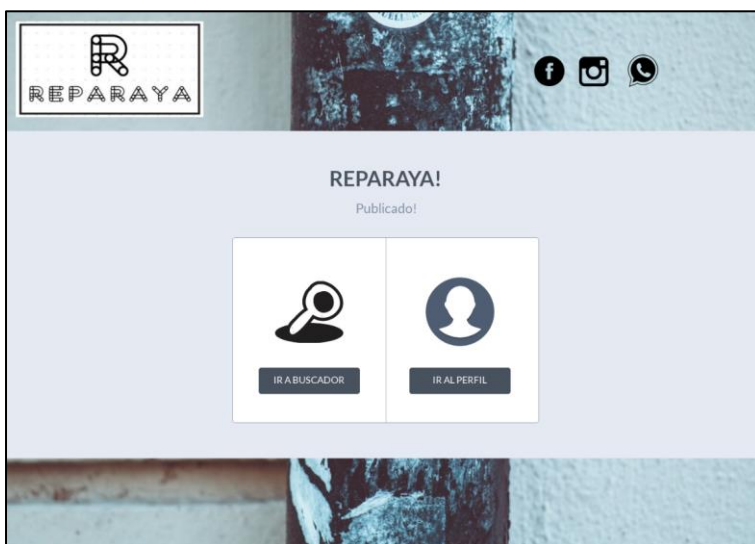 REPARAYA
REPARAYA!
Publicado!
IR A BUSCADOR
IR AL PERFIL